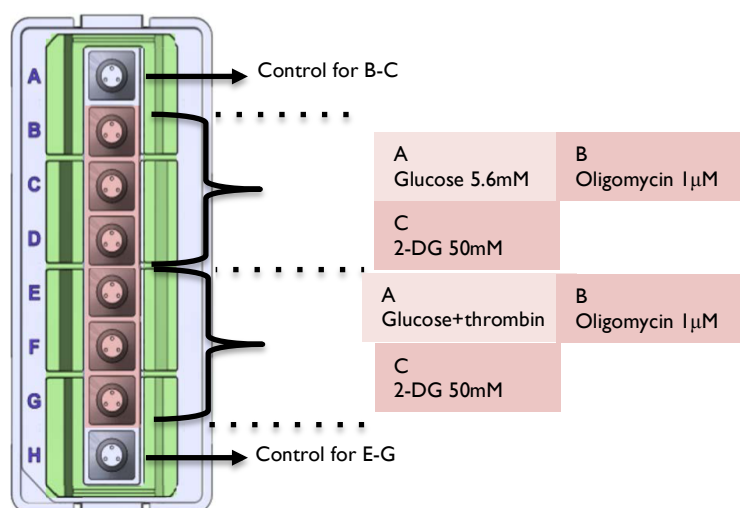 A
Control for B-C
B
C
D
E
F
G
H
Control for E-G
A
Glucose 5.6mM
B
Oligomycin 1μM
C
2-DG 50mM
A
Glucose+thrombin
B
Oligomycin 1μM
C
2-DG 50mM